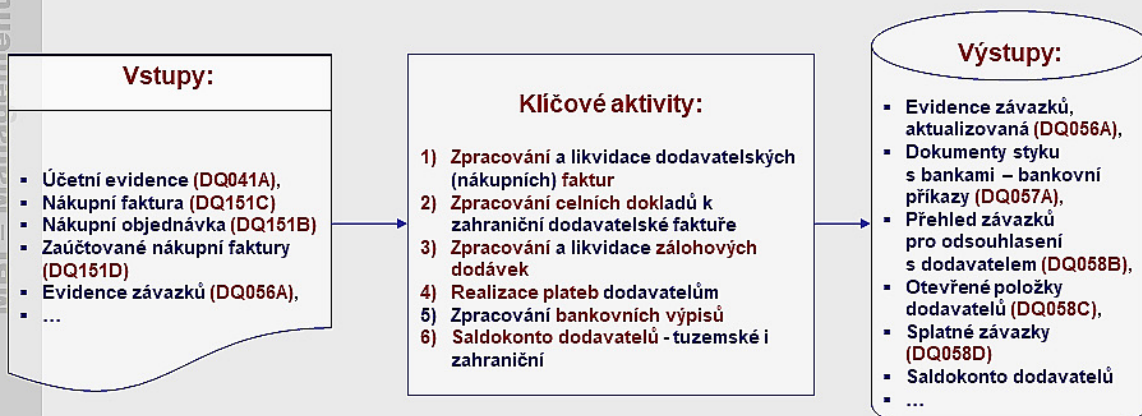 Vstupy:
▪ Účetní evidence (DQ041A),
▪ Nákupní faktura (DQ151C)
▪ Nákupní objednávka (DQ151B)
▪ Zaúčtované nákupní faktury
(DQ151D)
▪ Evidence závazků (DQ056A),
▪ ...
Klíčové aktivity:
1) Zpracování a likvidace dodavatelských
(nákupních) faktur
2) Zpracování celních dokladů k
zahraniční dodavatelské faktuře
3) Zpracování a likvidace zálohových
dodávek
4) Realizace plateb dodavatelům
5) Zpracování bankovních výpisů
6) Saldokonto dodavatelů - tuzemské i
zahraniční
Výstupy:
▪ Evidence závazků,
aktualizovaná (DQ056A),
▪ Dokumenty styku
s bankami – bankovní
příkazy (DQ057A),
▪ Přehled závazků
pro odsouhlasení
s dodavatelem (DQ058B),
▪ Otevřené položky
dodavatelů (DQ058C),
▪ Splatné závazky
(DQ058D)
▪ Saldokonto dodavatelů
▪ ...